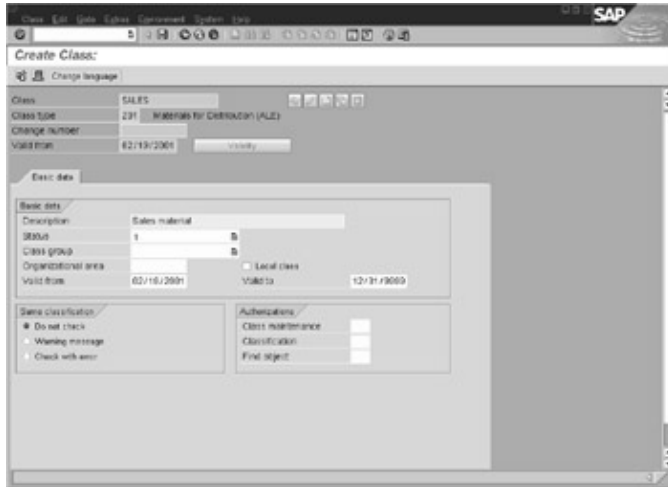 Class Edit Goto Extras Environment System Help
SAP
Create Class:
Change language
Class SALES
Class type 201 Materials for Distribution (ALE)
Change number
Valid from 02/19/2001 Validity
Basic data
Basic data
Description Sales material
Status 1
Class group
Organizational area Local class
Valid from 02/19/2001 Valid to 12/31/9999
Same classification Authorizations
Do not check Class maintenance
Warning message Classification
Check with error Find object